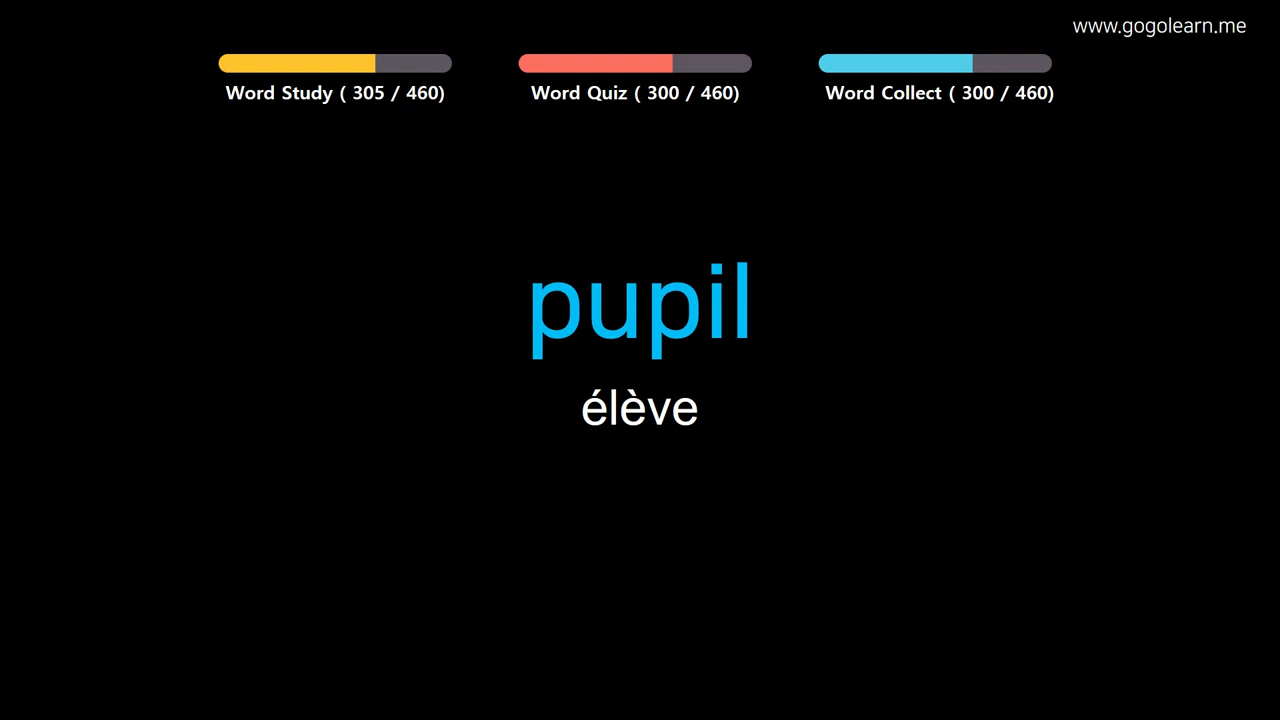 www.gogolearn.me
Word Study ( 305 / 460)
Word Quiz ( 300 / 460)
Word Collect ( 300 / 460)
pupil
élève